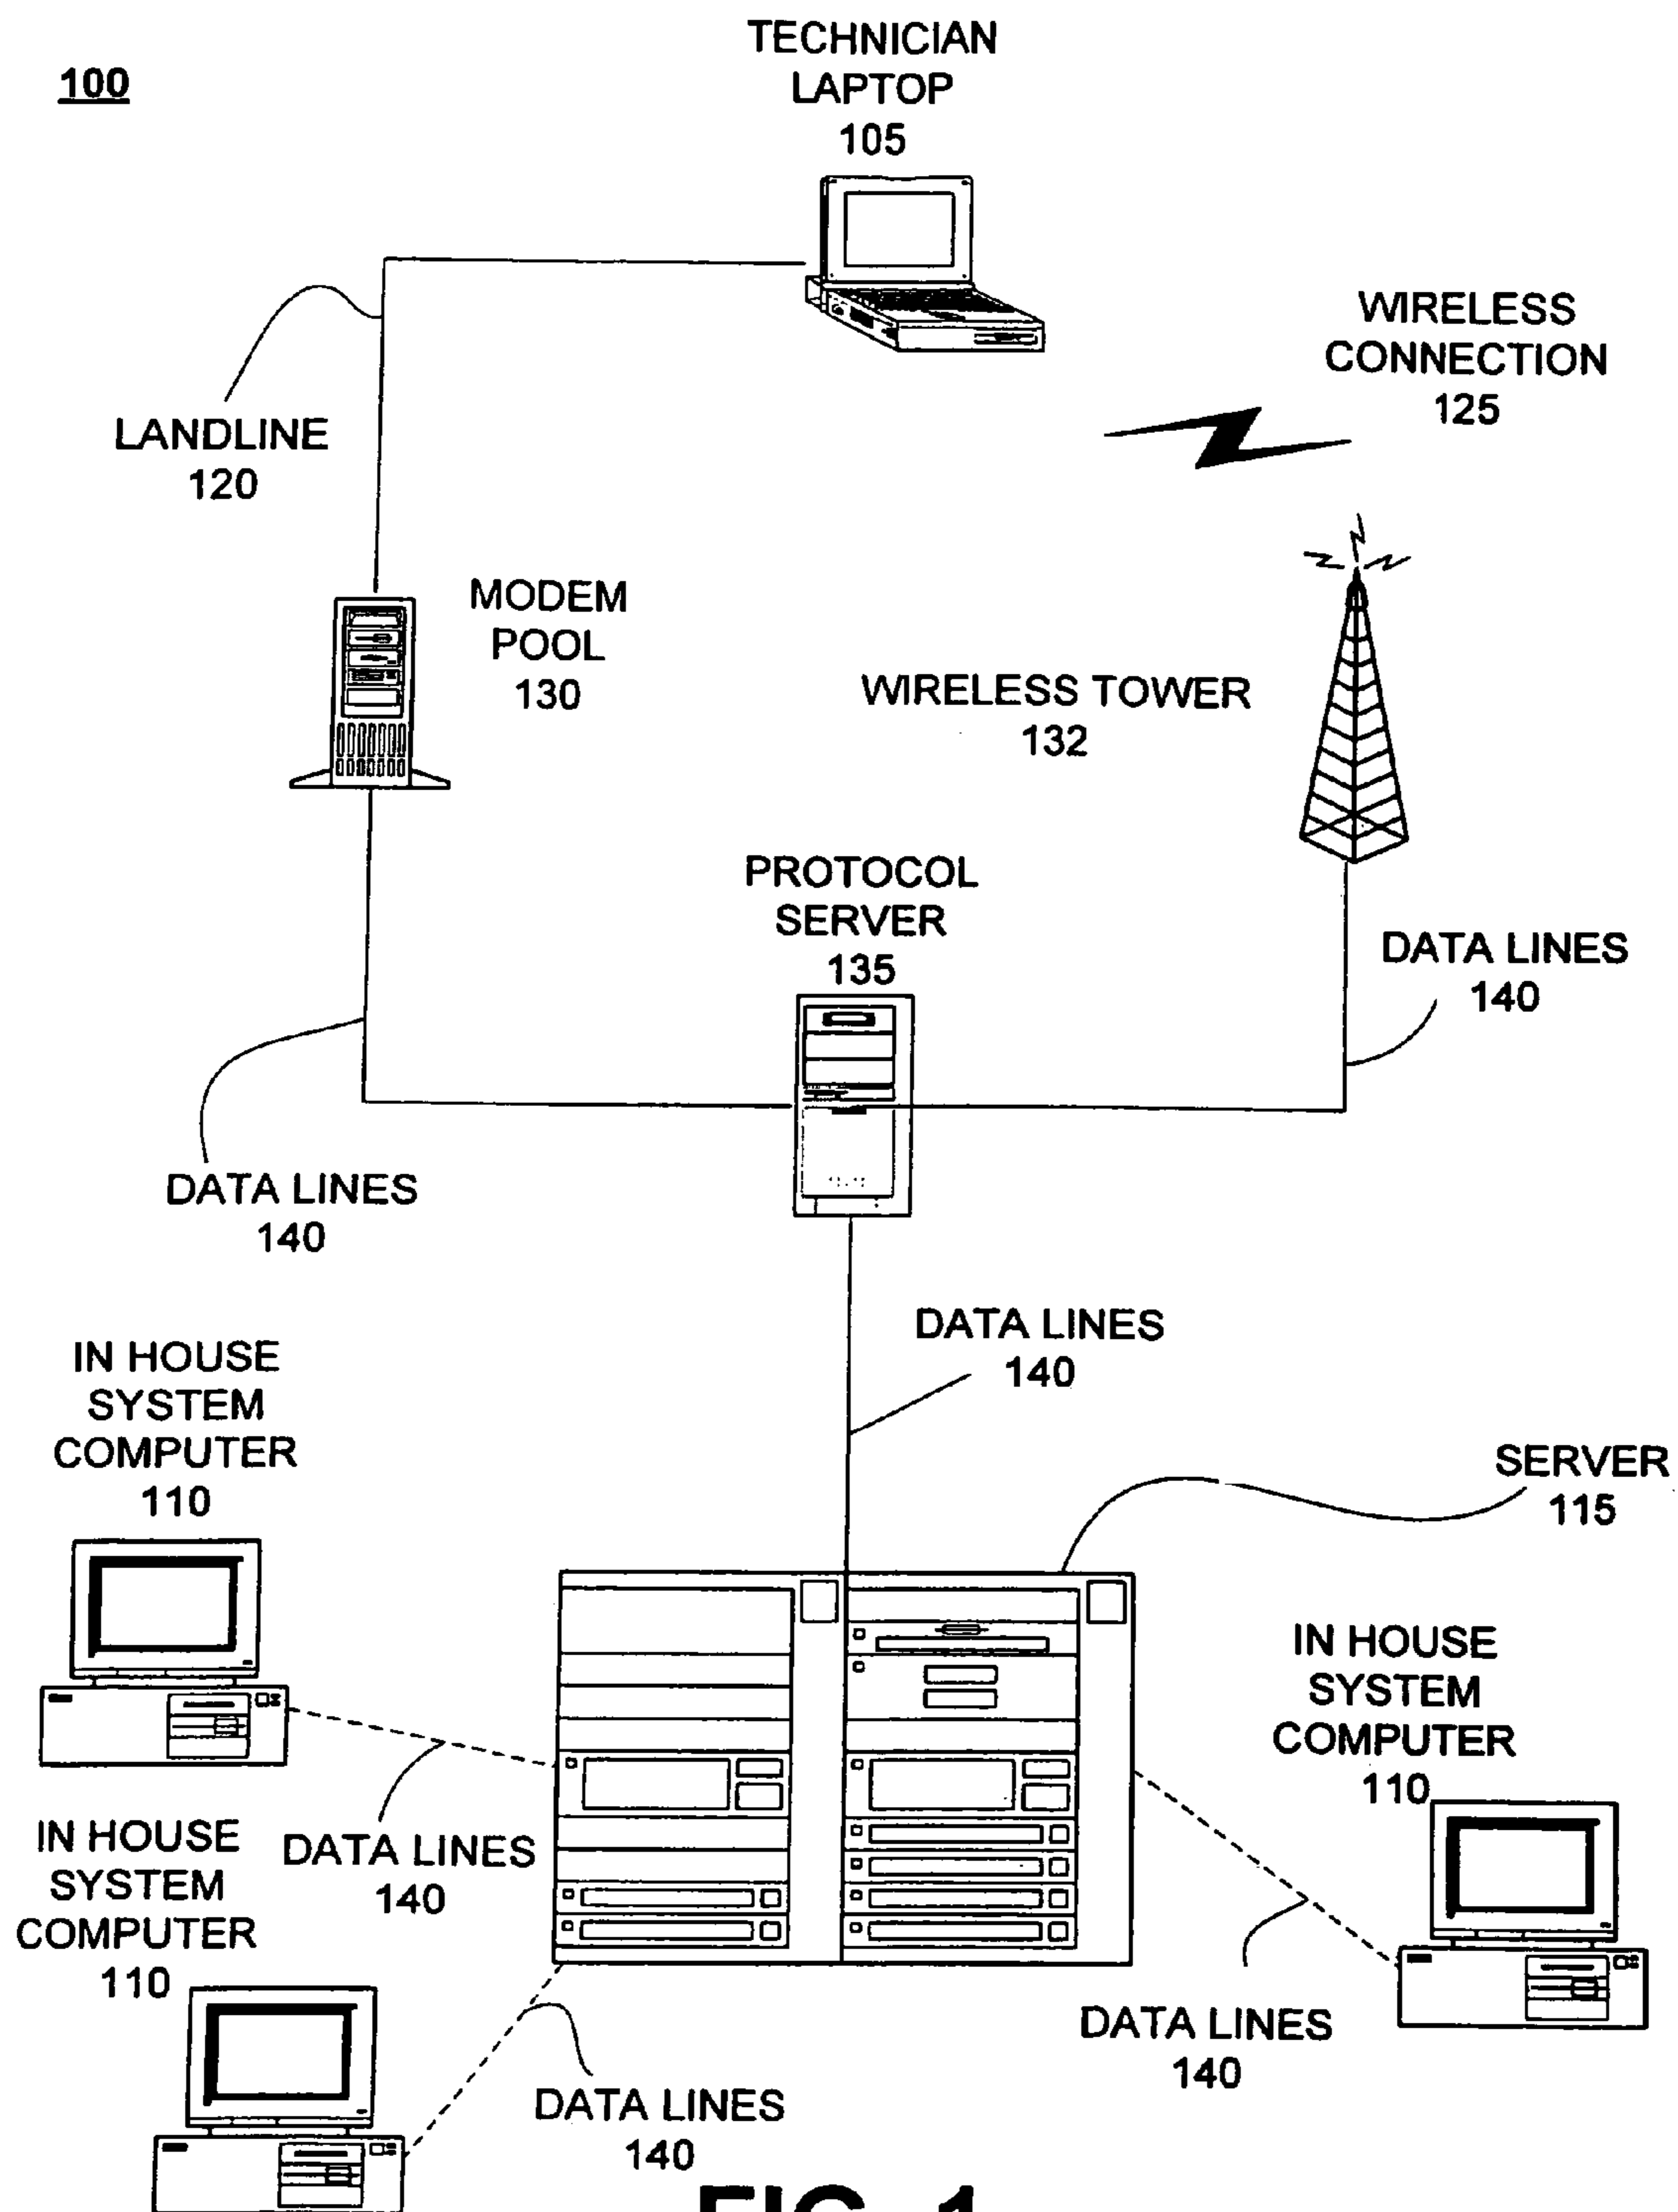 100
TECHNICIAN
LAPTOP
105
WIRELESS
CONNECTION
125
LANDLINE
120
MODEM
POOL
130
WIRELESS TOWER
132
PROTOCOL
SERVER
135
DATA LINES
140
DATA LINES
140
DATA LINES
140
IN HOUSE
SYSTEM
COMPUTER
110
SERVER
115
IN HOUSE
SYSTEM
COMPUTER
110
DATA LINES
140
IN HOUSE
SYSTEM
COMPUTER
110
DATA LINES
140
DATA LINES
140
FIG. 1